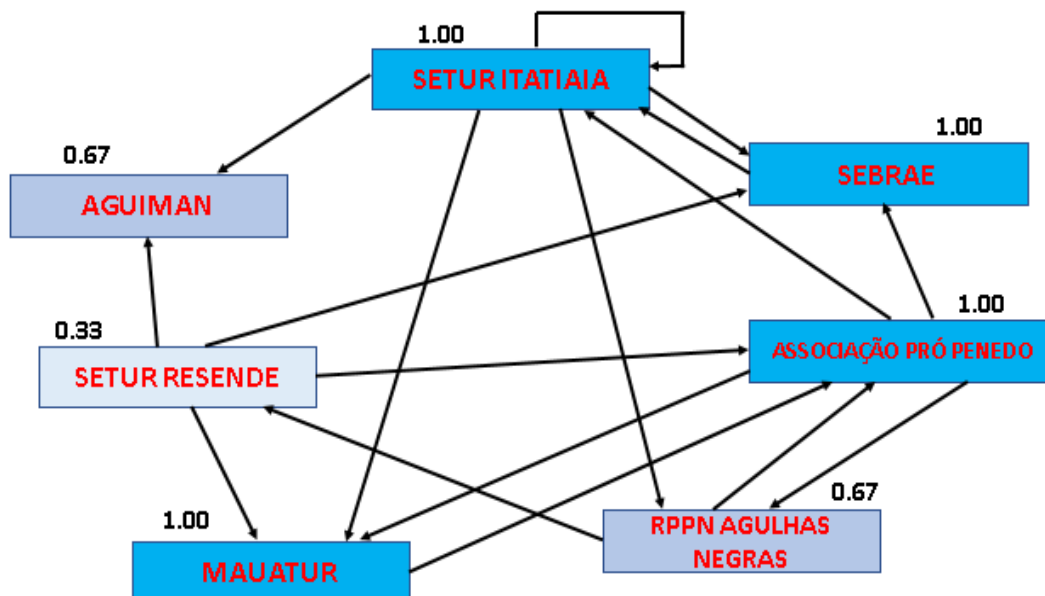 1.00
SETUR ITATIAIA
1.00
SEBRAE
0.67
AGUIMAN
1.00
ASSOCIAÇÃO PRÓ PENEDO
0.33
SETUR RESENDE
0.67
RPPN AGULHAS
NEGRAS
1.00
MAUATUR